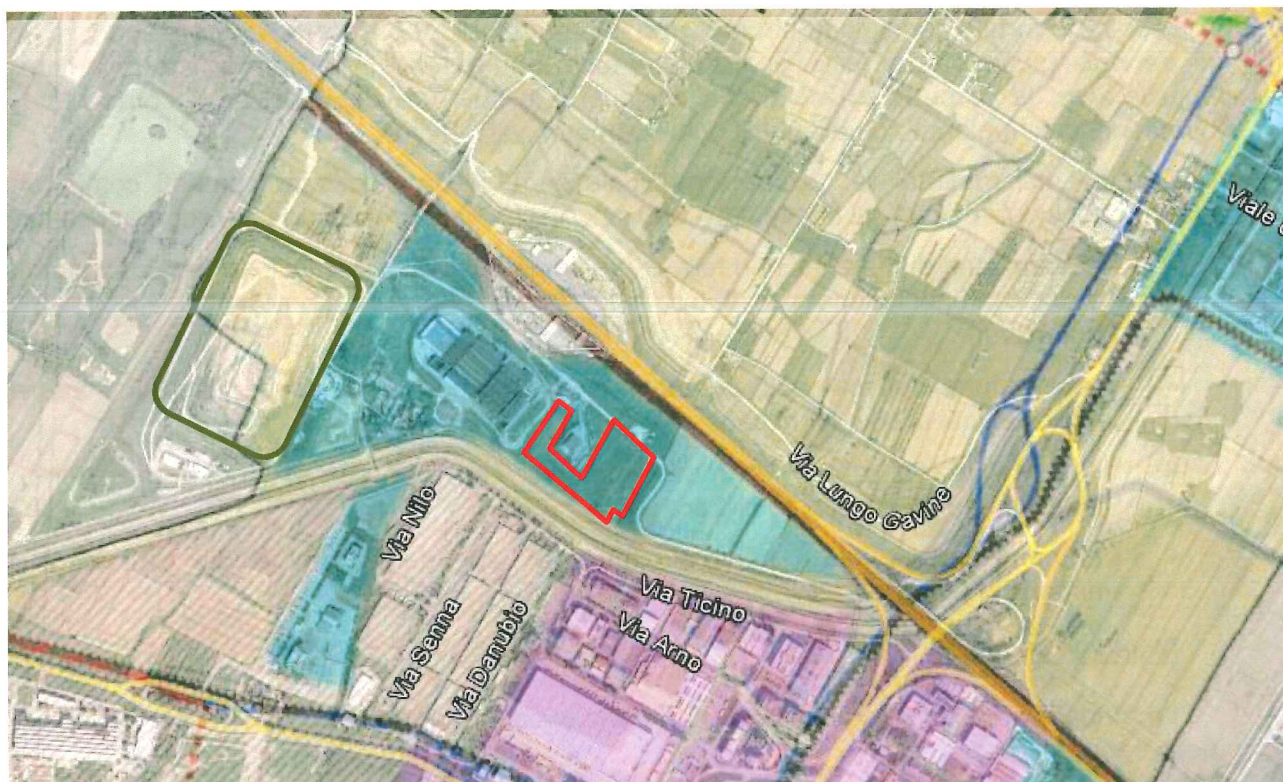 Viale
Via Lungo Gavine
Via Nilo
Via Ticino
Via Senna
Via Arno
Via Danubio